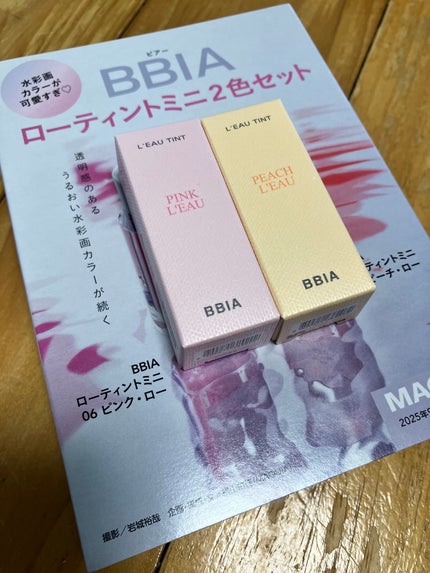 水彩画
カラーが
可愛すぎ♡
ビアー
BBIA
ローティントミニ2色セット
透明感のある
うるおい水彩画カラーが続く
L'EAU TINT
PINK
L'EAU
BBIA
L'EAU TINT
PEACH
L'EAU
BBIA
BBIA
ローティントミニ
06 ピンク・ロー
ティントミニ
ピーチ・ロー
MA
2025年
撮影/岩城裕哉